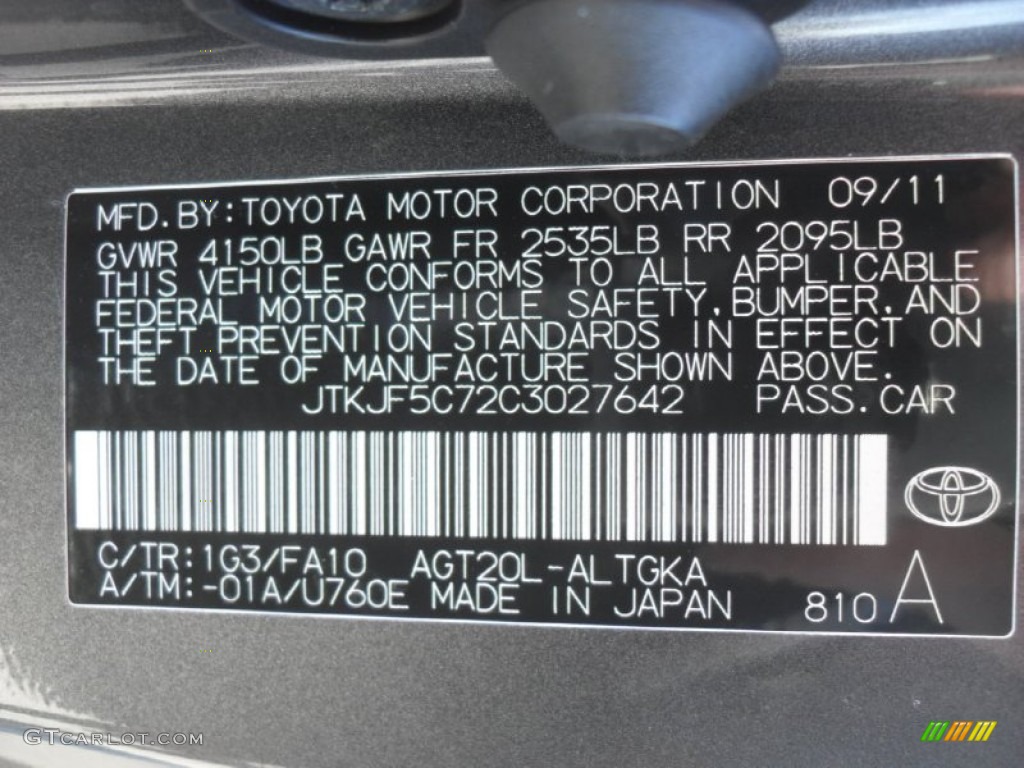 MFD.BY:TOYOTA MOTOR CORPORATION 09/11
GVWR 4150LB GAWR FR 2535LB RR 2095LB
THIS VEHICLE CONFORMS TO ALL APPLICABLE
FEDERAL MOTOR VEHICLE SAFETY,BUMPER,AND
THEFT PREVENTION STANDARDS IN EFFECT ON
THE DATE OF MANUFACTURE SHOWN ABOVE.
JTKJF5C72C3027642 PASS.CAR
C/TR:1G3/FA10 AGT20L-ALTGKA
A/TM:-01A/U760E MADE IN JAPAN 810A
GTCARLOT.COM